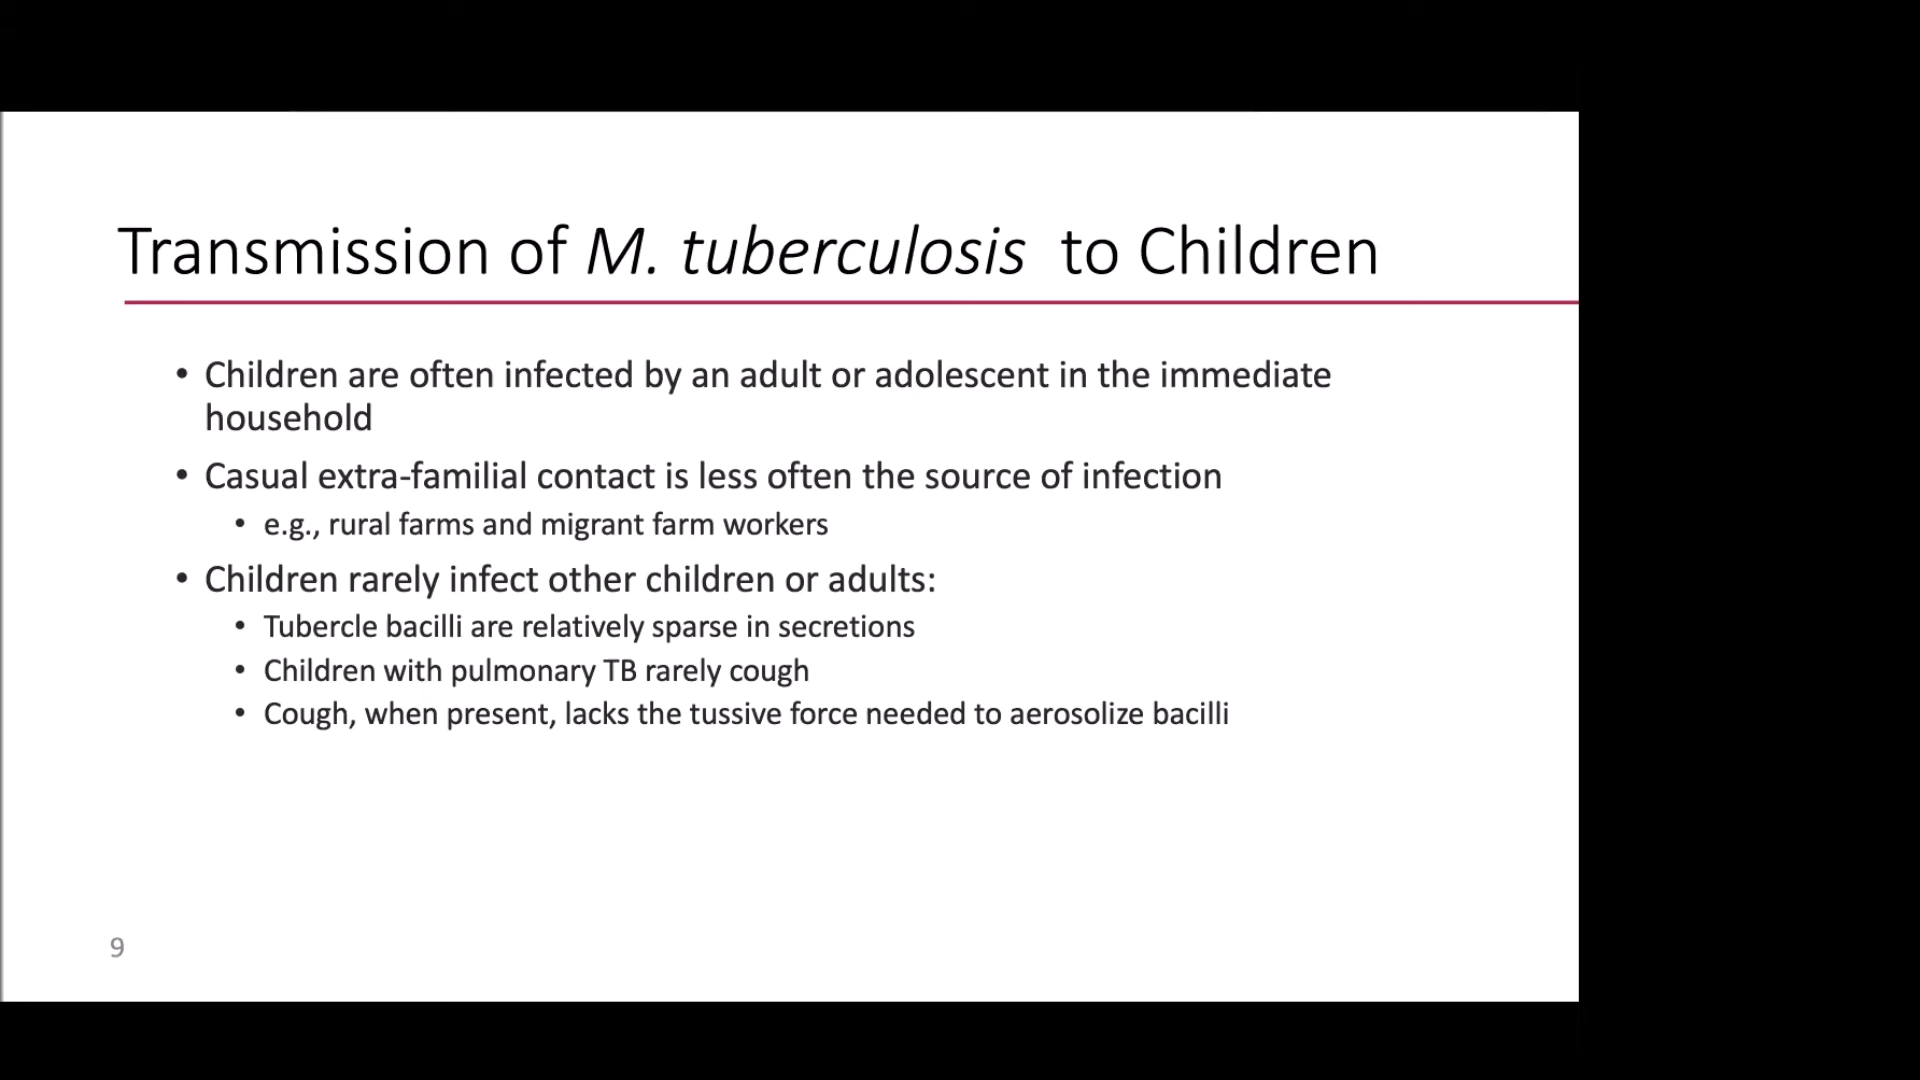 Transmission of M. tuberculosis to Children
• Children are often infected by an adult or adolescent in the immediate
household
• Casual extra-familial contact is less often the source of infection
• e.g., rural farms and migrant farm workers
• Children rarely infect other children or adults:
• Tubercle bacilli are relatively sparse in secretions
• Children with pulmonary TB rarely cough
• Cough, when present, lacks the tussive force needed to aerosolize bacilli
9